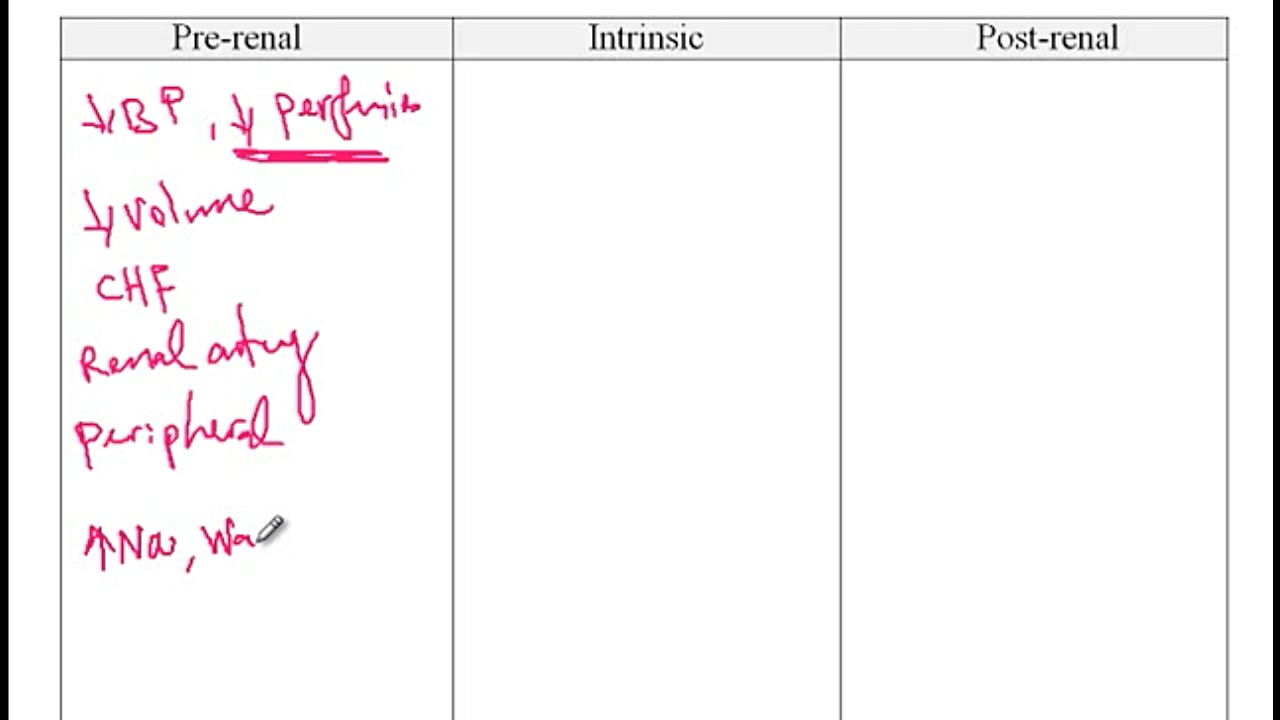 Pre-renal Intrinsic Post-renal
↓BP, ↓ Perfusion
↓Volume
CHF
Renal artery
Peripheral
↑Na, Wa